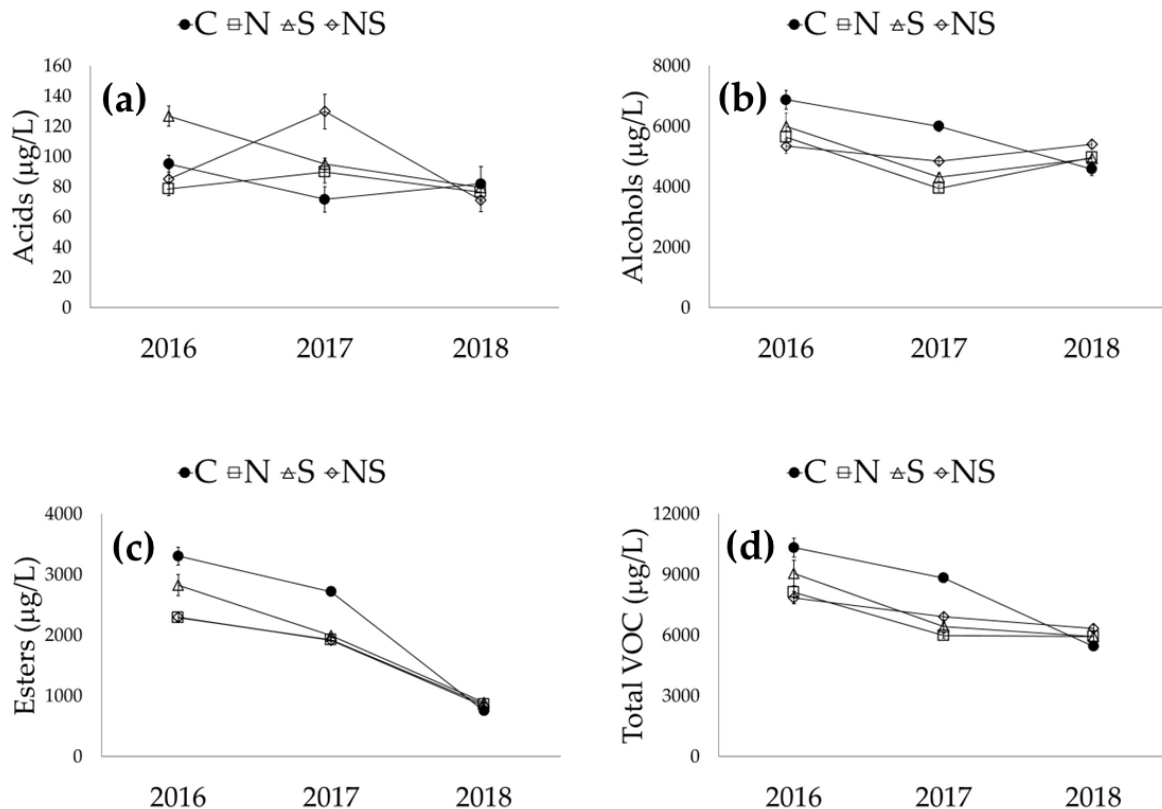 C N S NS
(a)
Acids (µg/L)
160
140
120
100
80
60
40
20
0
2016 2017 2018
C N S NS
(b)
Alcohols (µg/L)
8000
6000
4000
2000
0
2016 2017 2018
C N S NS
(c)
Esters (µg/L)
4000
3000
2000
1000
0
2016 2017 2018
C N S NS
(d)
Total VOC (µg/L)
12000
9000
6000
3000
0
2016 2017 2018